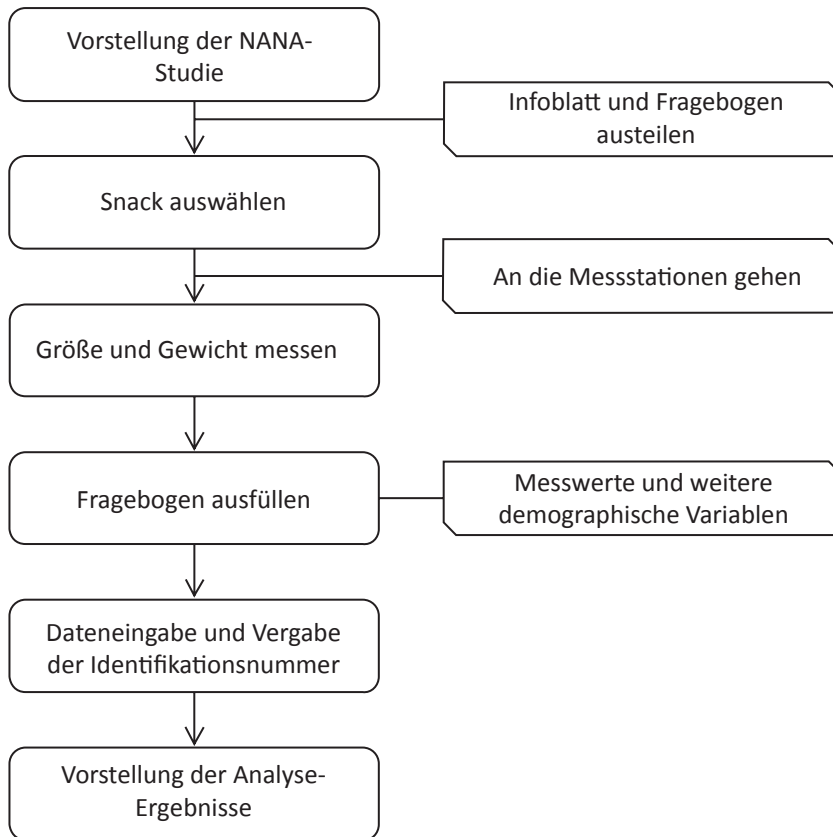 Vorstellung der NANA-
Studie
Infoblatt und Fragebogen
austeilen
Snack auswählen
An die Messstationen gehen
Größe und Gewicht messen
Fragebogen ausfüllen
Messwerte und weitere
demographische Variablen
Dateneingabe und Vergabe
der Identifikationsnummer
Vorstellung der Analyse-
Ergebnisse